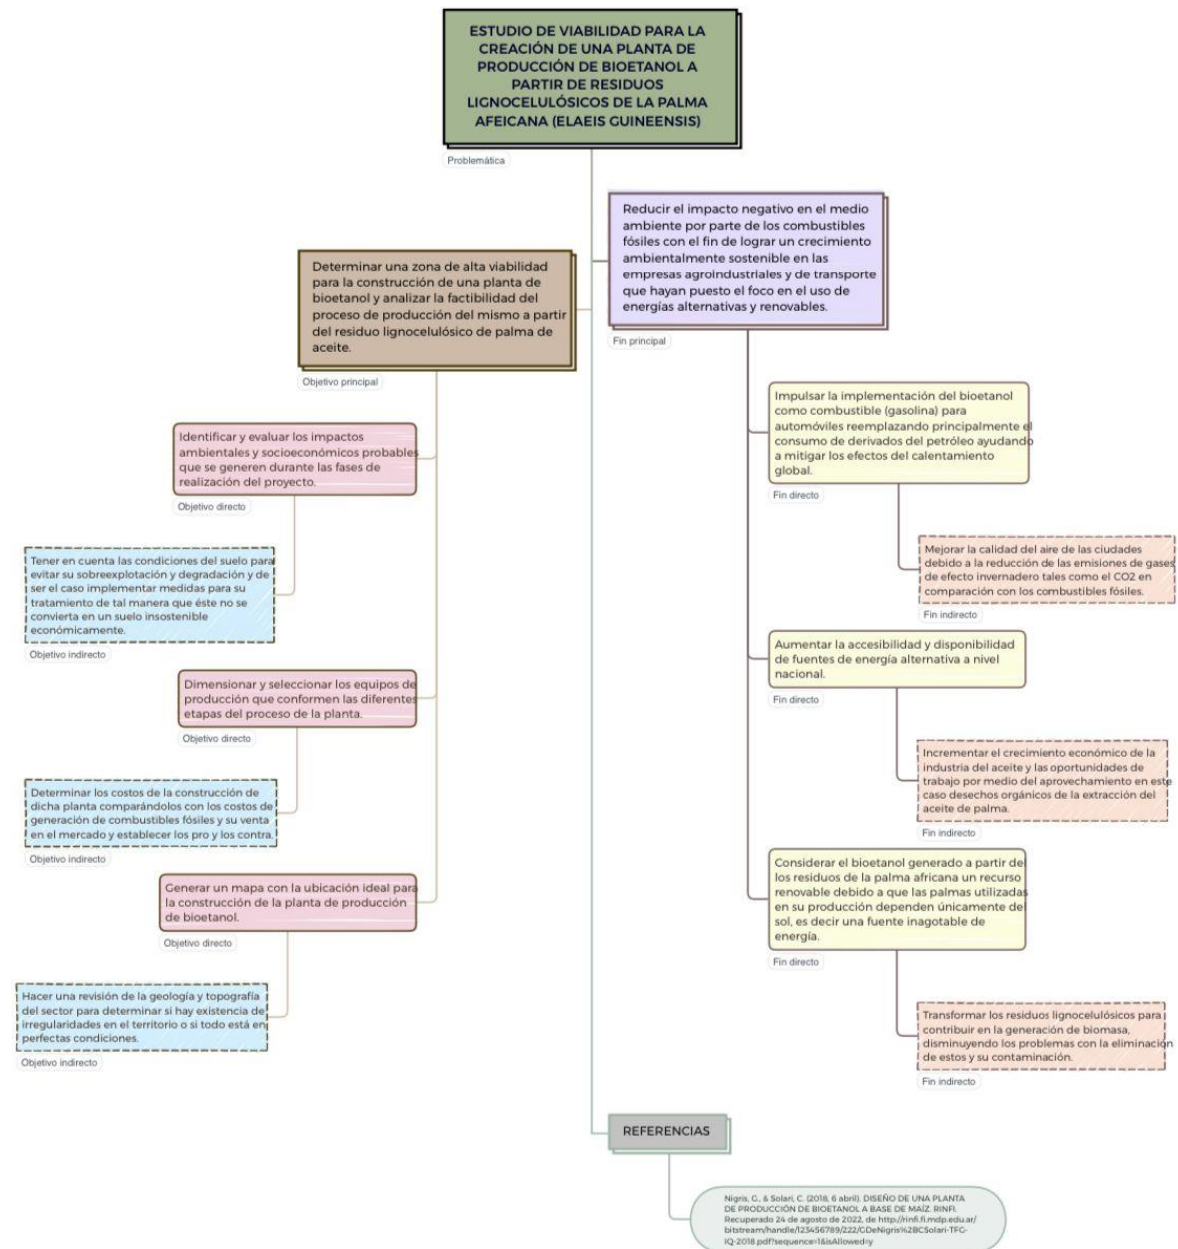 ESTUDIO DE VIABILIDAD PARA LA
CREACIÓN DE UNA PLANTA DE
PRODUCCIÓN DE BIOETANOL A
PARTIR DE RESIDUOS
LIGNOCELULÓSICOS DE LA PALMA
AFEICANA (ELAEIS GUINEENSIS)
Problemática
Reducir el impacto negativo en el medio
ambiente por parte de los combustibles
fósiles con el fin de lograr un crecimiento
ambientalmente sostenible en las
empresas agroindustriales y de transporte
que hayan puesto el foco en el uso de
energías alternativas y renovables.
Fin principal
Determinar una zona de alta viabilidad
para la construcción de una planta de
bioetanol y analizar la factibilidad del
proceso de producción del mismo a partir
del residuo lignocelulósico de palma de
aceite.
Objetivo principal
Identificar y evaluar los impactos
ambientales y socioeconómicos probables
que se generen durante las fases de
realización del proyecto.
Objetivo directo
Tener en cuenta las condiciones del suelo para
evitar su sobreexplotación y degradación y de
ser el caso implementar medidas para su
tratamiento de tal manera que éste no se
convierta en un suelo insostenible
económicamente.
Objetivo indirecto
Dimensionar y seleccionar los equipos de
producción que conformen las diferentes
etapas del proceso de la planta.
Objetivo directo
Determinar los costos de la construcción de
dicha planta comparándolos con los costos de
generación de combustibles fósiles y su venta
en el mercado y establecer los pro y los contra.
Objetivo indirecto
Generar un mapa con la ubicación ideal para
la construcción de la planta de producción
de bioetanol.
Objetivo directo
Hacer una revisión de la geología y topografía
del sector para determinar si hay existencia de
irregularidades en el territorio o si todo está en
perfectas condiciones.
Objetivo indirecto
Impulsar la implementación del bioetanol
como combustible (gasolina) para
automóviles reemplazando principalmente el
consumo de derivados del petróleo ayudando
a mitigar los efectos del calentamiento
global.
Fin directo
Mejorar la calidad del aire de las ciudades
debido a la reducción de las emisiones de gases
de efecto invernadero tales como el CO2 en
comparación con los combustibles fósiles.
Fin indirecto
Aumentar la accesibilidad y disponibilidad
de fuentes de energía alternativa a nivel
nacional.
Fin directo
Incrementar el crecimiento económico de la
industria del aceite y las oportunidades de
trabajo por medio del aprovechamiento en este
caso desechos orgánicos de la extracción del
aceite de palma.
Fin indirecto
Considerar el bioetanol generado a partir de
los residuos de la palma africana un recurso
renovable debido a que las palmas utilizadas
en su producción dependen únicamente del
sol, es decir una fuente inagotable de
energía.
Fin directo
Transformar los residuos lignocelulósicos para
contribuir en la generación de biomasa,
disminuyendo los problemas con la eliminación
de estos y su contaminación.
Fin indirecto
REFERENCIAS
Nigris, G., & Solari, C. (2018, 6 abril). DISEÑO DE UNA PLANTA
DE PRODUCCIÓN DE BIOETANOL A BASE DE MAÍZ. RINFI.
Recuperado 24 de agosto de 2022, de http://rinfi.fi.mdp.edu.ar/
bitstream/handle/123456789/222/GDeNigris%2BCSolari-TFG-
IQ-2018.pdf?sequence=1&isAllowed=y